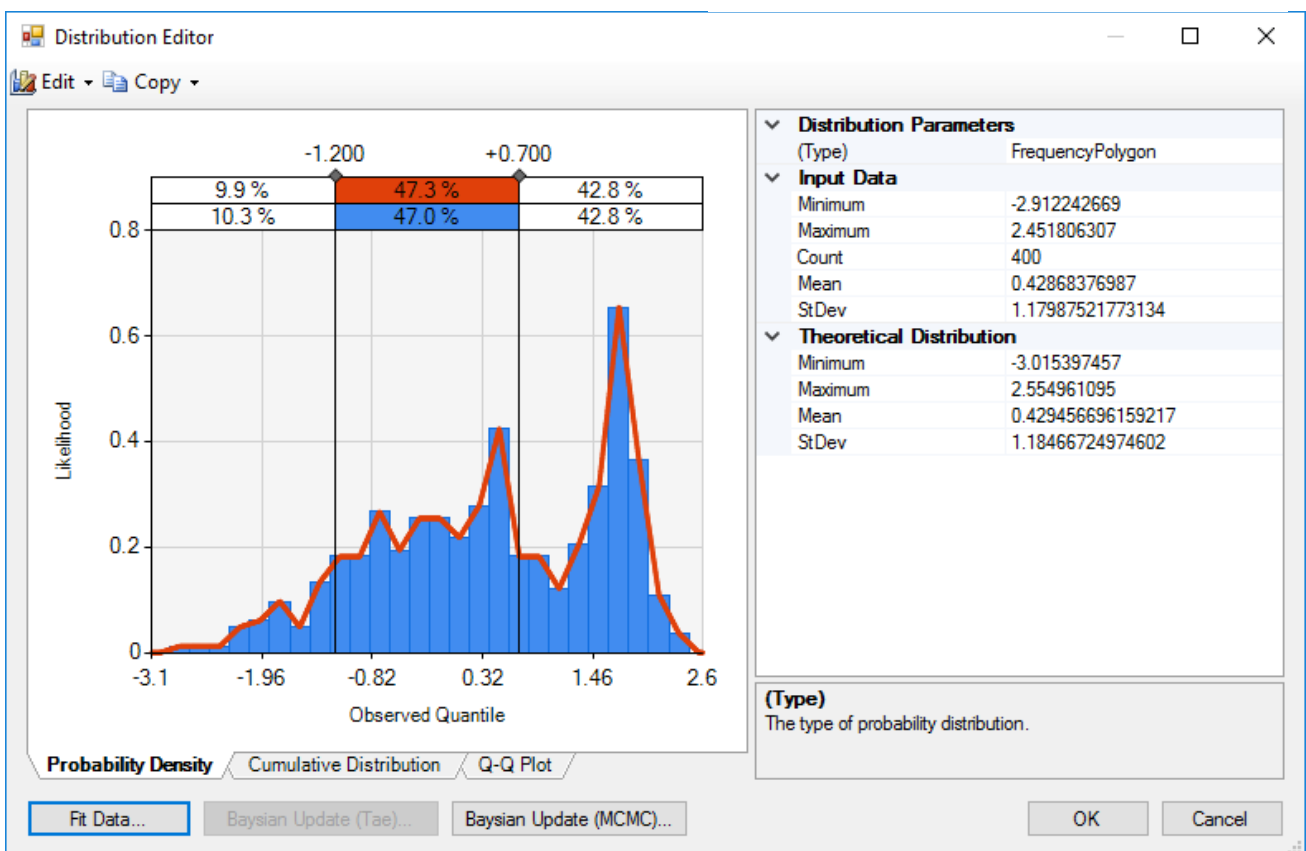 Distribution Editor
Edit Copy
-1.200 +0.700
9.9 % 47.3 % 42.8 %
10.3 % 47.0 % 42.8 %
0.8
0.6
0.4
0.2
0
Likelihood
-3.1 -1.96 -0.82 0.32 1.46 2.6
Observed Quantile
Probability Density Cumulative Distribution Q-Q Plot
Distribution Parameters
(Type) FrequencyPolygon
Input Data
Minimum -2.912242669
Maximum 2.451806307
Count 400
Mean 0.42868376987
StDev 1.17987521773134
Theoretical Distribution
Minimum -3.015397457
Maximum 2.554961095
Mean 0.429456696159217
StDev 1.18466724974602
(Type)
The type of probability distribution.
Fit Data... Baysian Update (Tae)... Baysian Update (MCMC)... OK Cancel